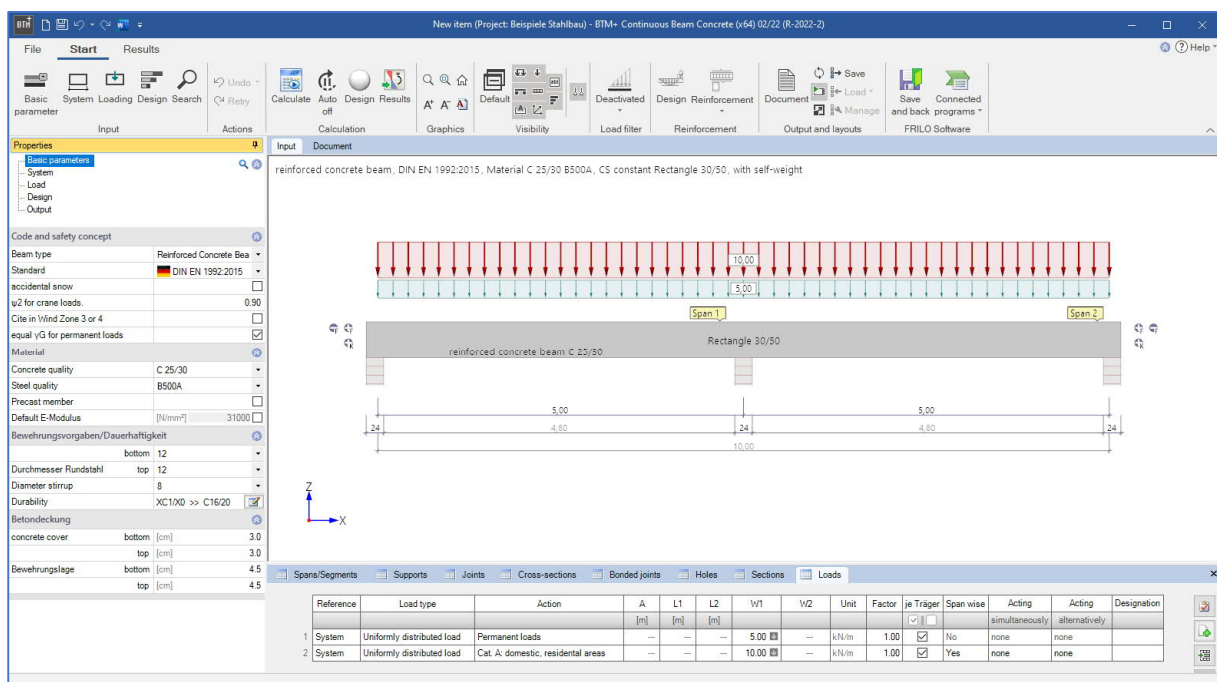 BTM+ New item (Project: Beispiele Stahlbau) - BTM+ Continuous Beam Concrete (x64) 02/22 (R-2022-2)
File Start Results Help
Basic parameter System Loading Design Search Undo Retry Calculate Auto off Design Results Default Deactivated Design Reinforcement Document Save Load Manage Save and back Connected programs
Input Actions Calculation Graphics Visibility Load filter Reinforcement Output and layouts FRILO Software
Properties
Basic parameters
System
Load
Design
Output
Code and safety concept
Beam type Reinforced Concrete Bea
Standard DIN EN 1992:2015
accidental snow
ψ2 for crane loads. 0.90
Cite in Wind Zone 3 or 4
equal γG for permanent loads
Material
Concrete quality C 25/30
Steel quality B500A
Precast member
Default E-Modulus [N/mm²] 31000
Bewehrungsvorgaben/Dauerhaftigkeit
bottom 12
Durchmesser Rundstahl top 12
Diameter stirrup 8
Durability XC1/X0 >> C16/20
Betondeckung
concrete cover bottom [cm] 3.0
top [cm] 3.0
Bewehrungslage bottom [cm] 4.5
top [cm] 4.5
Input Document
reinforced concrete beam, DIN EN 1992:2015, Material C 25/30 B500A, CS constant Rectangle 30/50, with self-weight
10,00
5,00
Span 1 Span 2
Rectangle 30/50
reinforced concrete beam C 25/30
5,00 5,00
24 4,80 24 4,80 24
10,00
Z
X
Spans/Segments Supports Joints Cross-sections Bonded joints Holes Sections Loads
Reference Load type Action A L1 L2 W1 W2 Unit Factor je Träger Span wise Acting Acting Designation
[m] [m] [m] simultaneously alternatively
1 System Uniformly distributed load Permanent loads --- --- --- 5.00 --- kN/m 1.00 No none none
2 System Uniformly distributed load Cat. A: domestic, residental areas --- --- --- 10.00 --- kN/m 1.00 Yes none none